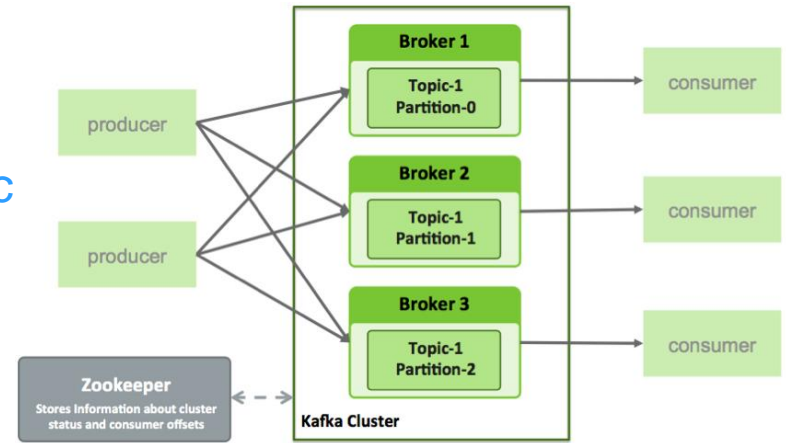 Broker 1
Topic-1
Partition-0
consumer
producer
c
Broker 2
Topic-1
Partition-1
consumer
producer
Broker 3
Topic-1
Partition-2
consumer
Zookeeper
Stores Information about cluster
status and consumer offsets
Kafka Cluster